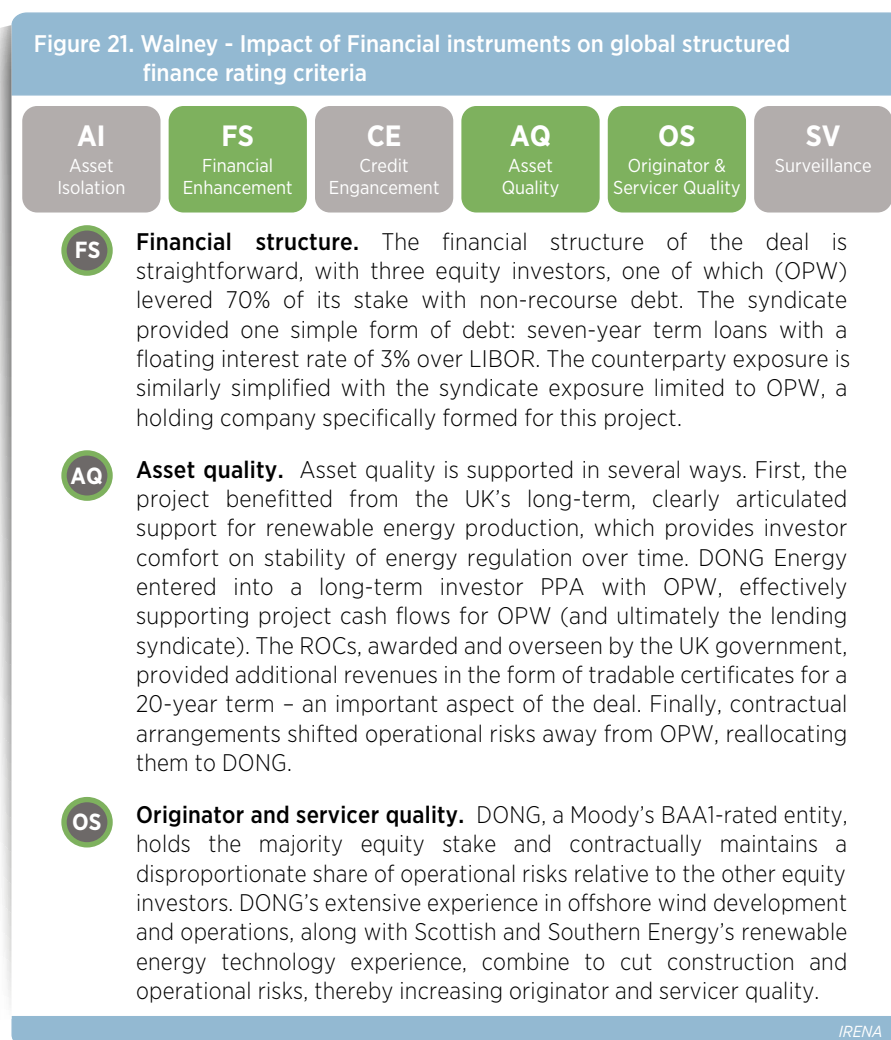 Figure 21. Walney - Impact of Financial instruments on global structured
finance rating criteria
AI
Asset
Isolation
FS
Financial
Enhancement
CE
Credit
Engancement
AQ
Asset
Quality
OS
Originator &
Servicer Quality
SV
Surveillance
FS
Financial structure. The financial structure of the deal is
straightforward, with three equity investors, one of which (OPW)
levered 70% of its stake with non-recourse debt. The syndicate
provided one simple form of debt: seven-year term loans with a
floating interest rate of 3% over LIBOR. The counterparty exposure is
similarly simplified with the syndicate exposure limited to OPW, a
holding company specifically formed for this project.
AQ
Asset quality. Asset quality is supported in several ways. First, the
project benefitted from the UK's long-term, clearly articulated
support for renewable energy production, which provides investor
comfort on stability of energy regulation over time. DONG Energy
entered into a long-term investor PPA with OPW, effectively
supporting project cash flows for OPW (and ultimately the lending
syndicate). The ROCs, awarded and overseen by the UK government,
provided additional revenues in the form of tradable certificates for a
20-year term – an important aspect of the deal. Finally, contractual
arrangements shifted operational risks away from OPW, reallocating
them to DONG.
OS
Originator and servicer quality. DONG, a Moody's BAA1-rated entity,
holds the majority equity stake and contractually maintains a
disproportionate share of operational risks relative to the other equity
investors. DONG's extensive experience in offshore wind development
and operations, along with Scottish and Southern Energy's renewable
energy technology experience, combine to cut construction and
operational risks, thereby increasing originator and servicer quality.
IRENA